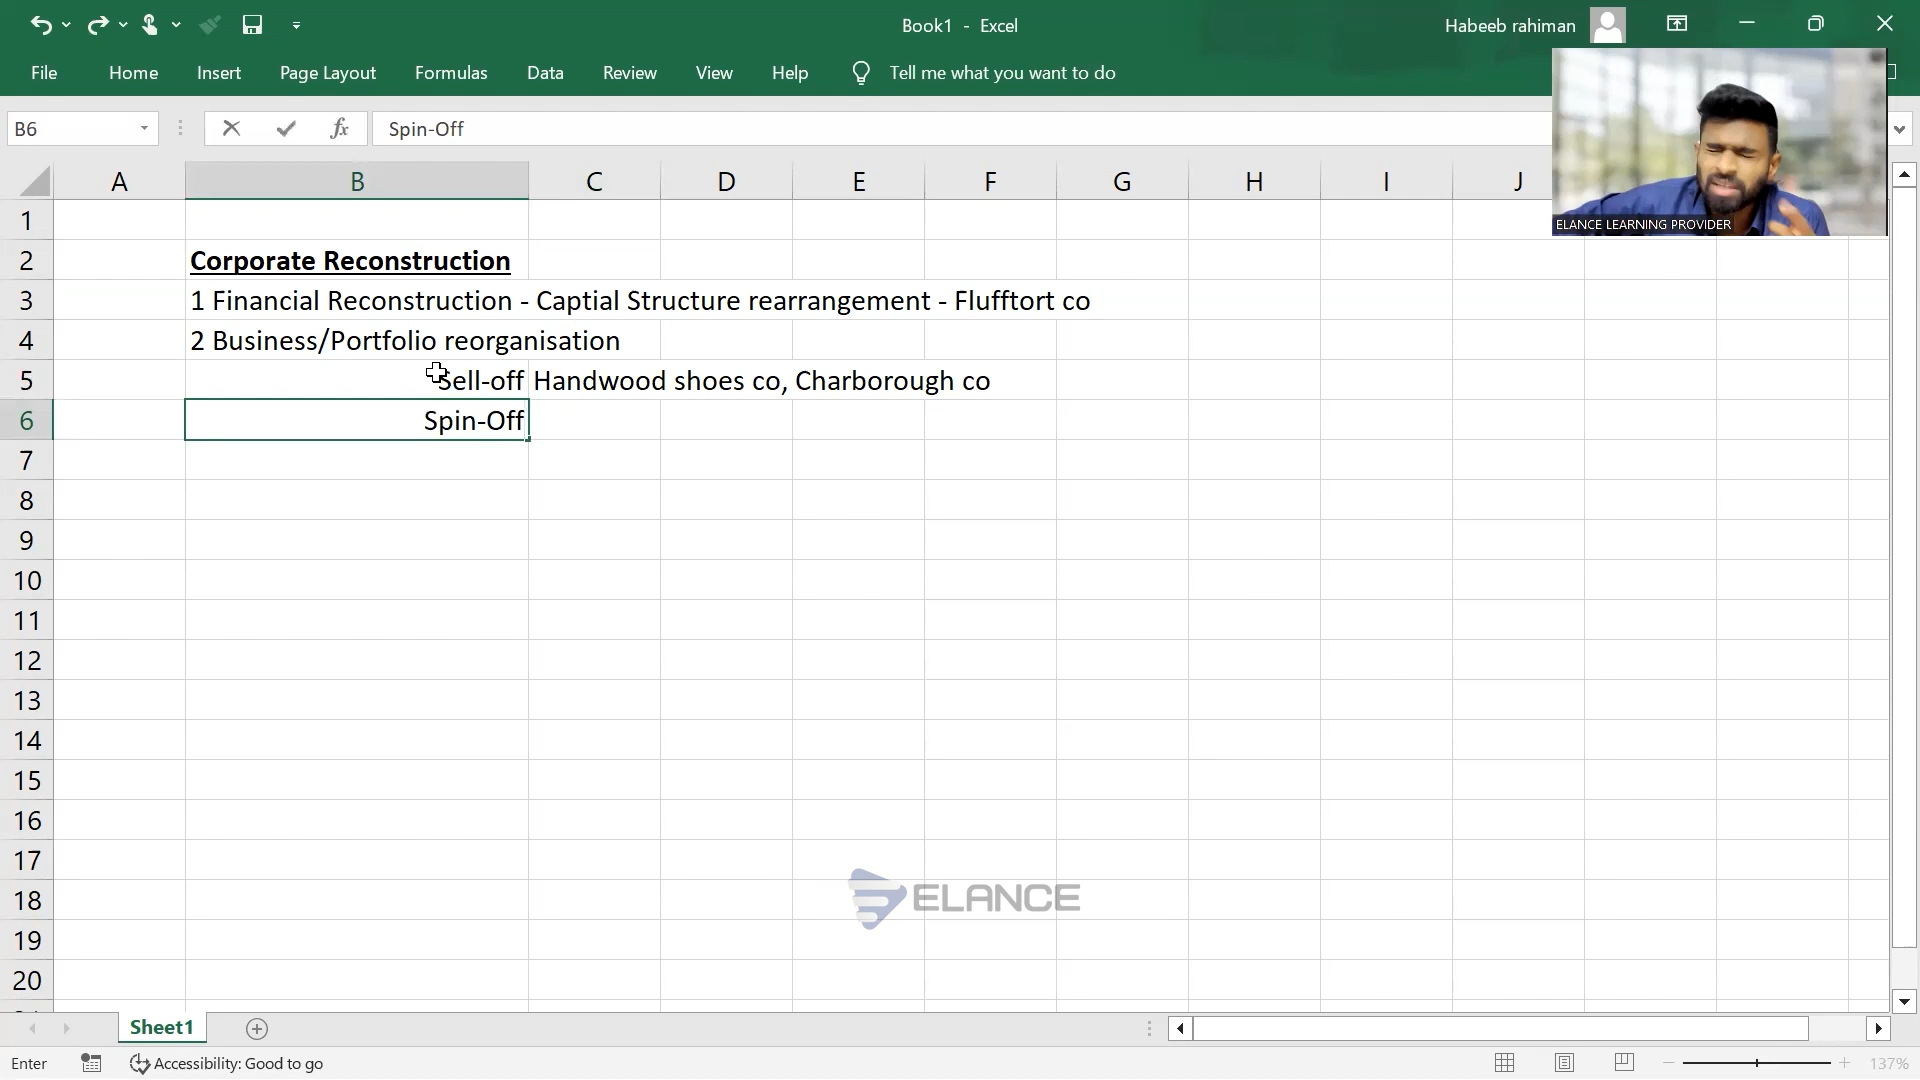 Book1 - Excel
Habeeb rahiman
File Home Insert Page Layout Formulas Data Review View Help Tell me what you want to do
B6 fx Spin-Off
ELANCE LEARNING PROVIDER
A B C D E F G H I J
1
2 Corporate Reconstruction
3 1 Financial Reconstruction - Captial Structure rearrangement - Flufftort co
4 2 Business/Portfolio reorganisation
5 Sell-off Handwood shoes co, Charborough co
6 Spin-Off
7
8
9
10
11
12
13
14
15
16
17
18
ELANCE
19
20
Sheet1
Enter Accessibility: Good to go 137%